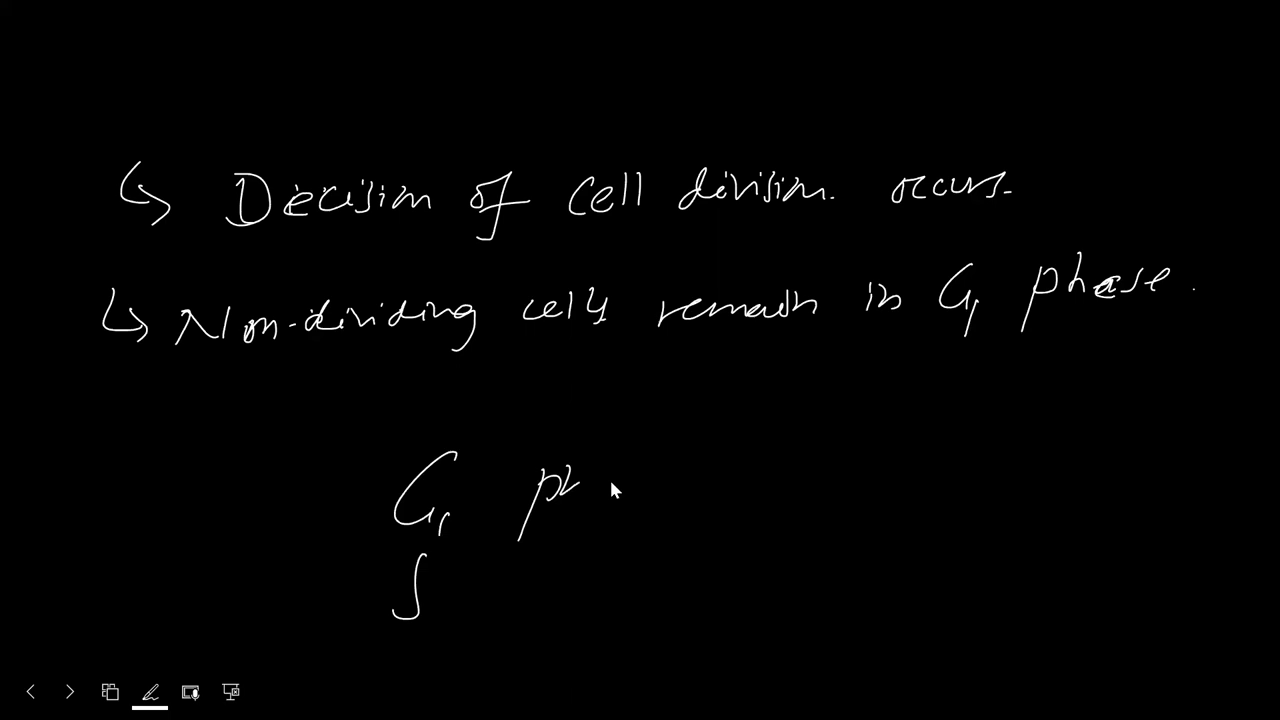 ↳ Decision of cell division. occurs.
↳ Non-dividing cells remain in G₁ phase.
G₁ ph
S